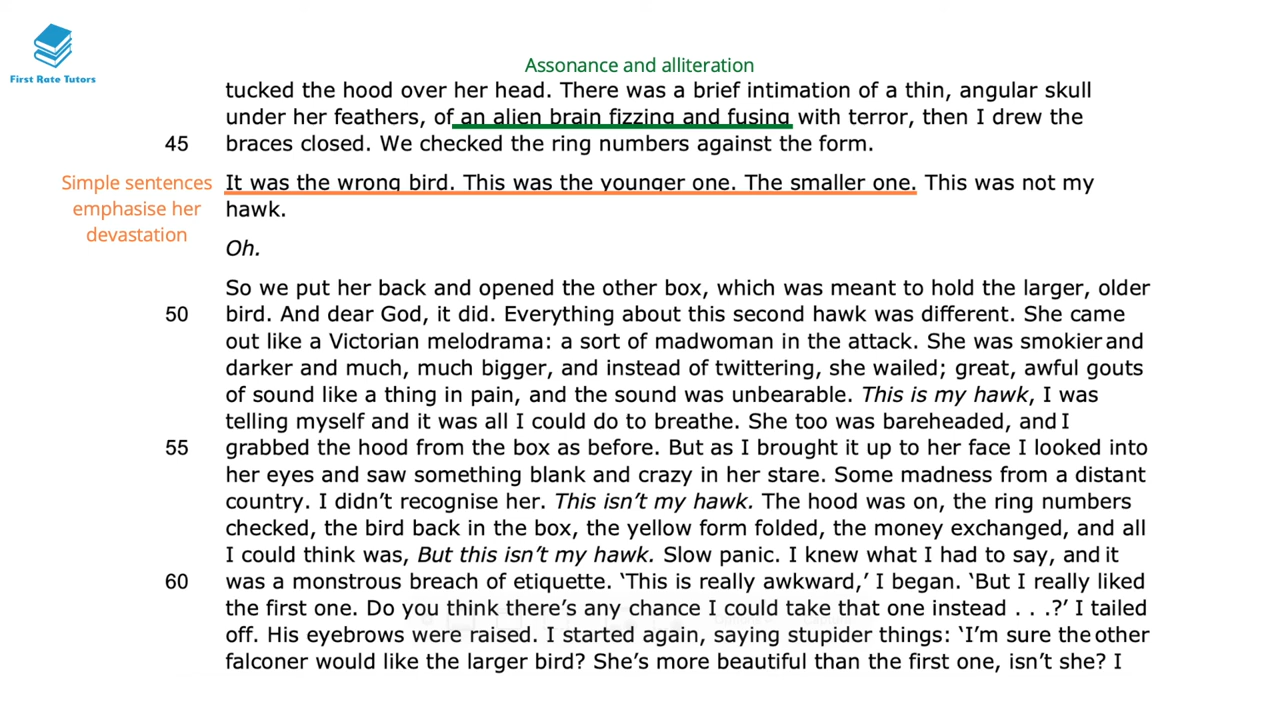 First Rate Tutors
Assonance and alliteration
tucked the hood over her head. There was a brief intimation of a thin, angular skull
under her feathers, of an alien brain fizzing and fusing with terror, then I drew the
45 braces closed. We checked the ring numbers against the form.
Simple sentences
emphasise her
devastation
It was the wrong bird. This was the younger one. The smaller one. This was not my
hawk.
Oh.
So we put her back and opened the other box, which was meant to hold the larger, older
50 bird. And dear God, it did. Everything about this second hawk was different. She came
out like a Victorian melodrama: a sort of madwoman in the attack. She was smokier and
darker and much, much bigger, and instead of twittering, she wailed; great, awful gouts
of sound like a thing in pain, and the sound was unbearable. This is my hawk, I was
telling myself and it was all I could do to breathe. She too was bareheaded, and I
55 grabbed the hood from the box as before. But as I brought it up to her face I looked into
her eyes and saw something blank and crazy in her stare. Some madness from a distant
country. I didn’t recognise her. This isn’t my hawk. The hood was on, the ring numbers
checked, the bird back in the box, the yellow form folded, the money exchanged, and all
I could think was, But this isn’t my hawk. Slow panic. I knew what I had to say, and it
60 was a monstrous breach of etiquette. ‘This is really awkward,’ I began. ‘But I really liked
the first one. Do you think there’s any chance I could take that one instead . . .?’ I tailed
Options
Capture
off. His eyebrows were raised. I started again, saying stupider things: ‘I’m sure the other
falconer would like the larger bird? She’s more beautiful than the first one, isn’t she? I